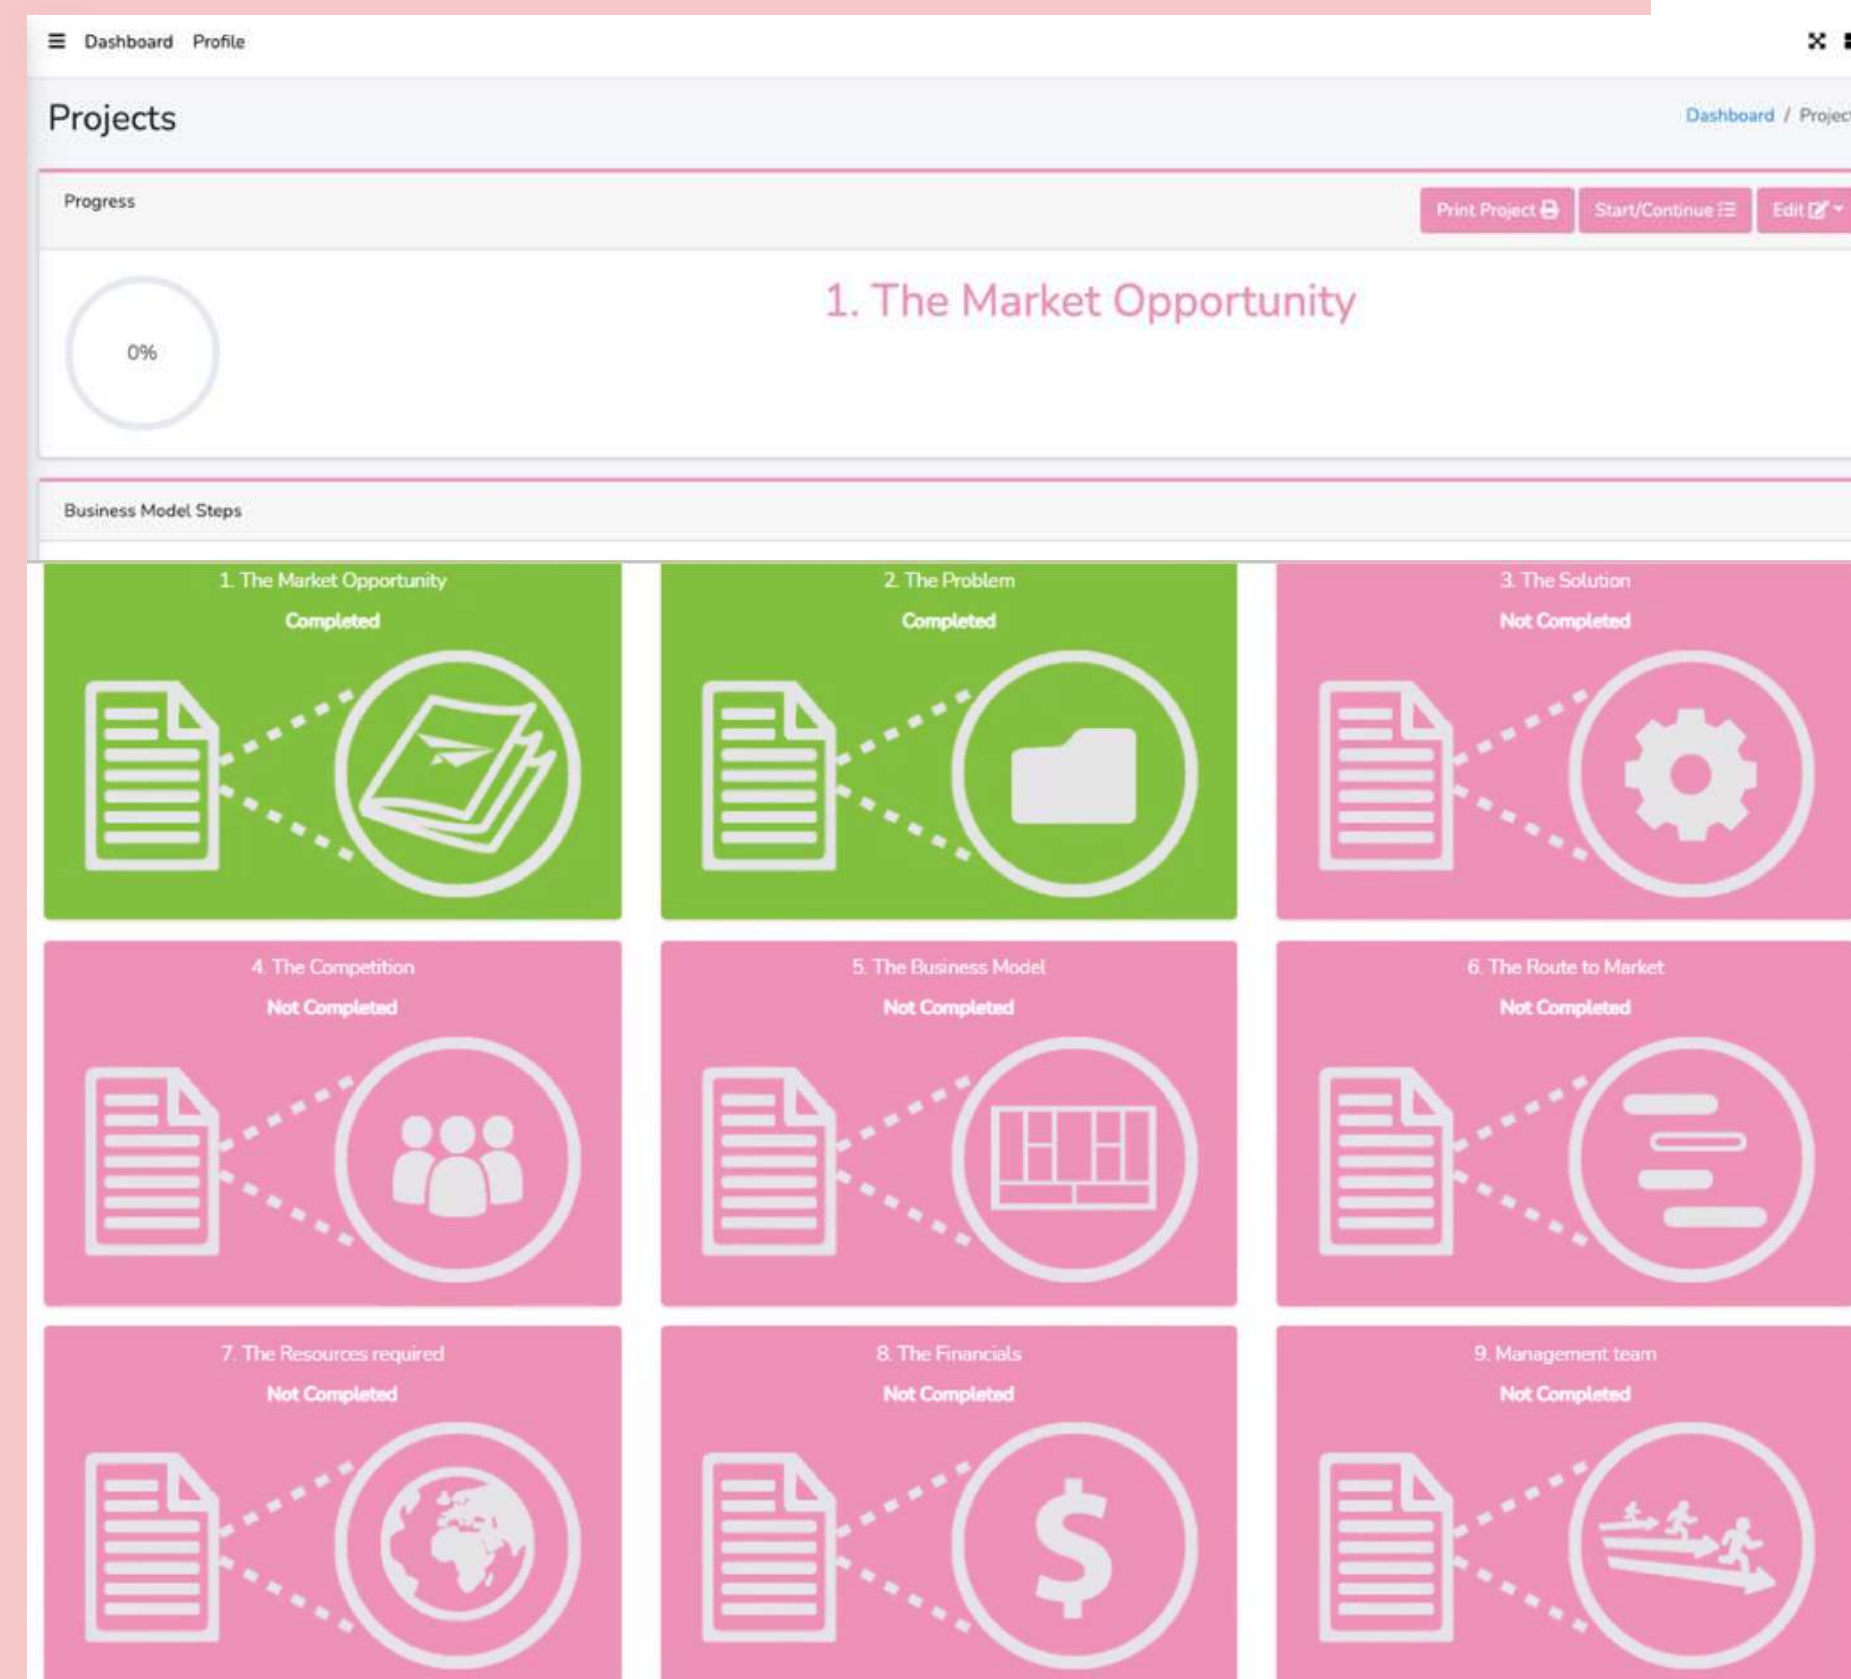 Dashboard Profile
Projects
Dashboard / Project
Progress
Print Project Start/Continue Edit
1. The Market Opportunity
0%
Business Model Steps
1. The Market Opportunity 2. The Problem 3. The Solution
Completed Completed Not Completed
4. The Competition 5. The Business Model 6. The Route to Market
Not Completed Not Completed Not Completed
7. The Resources required 8. The Financials 9. Management team
Not Completed Not Completed Not Completed
$